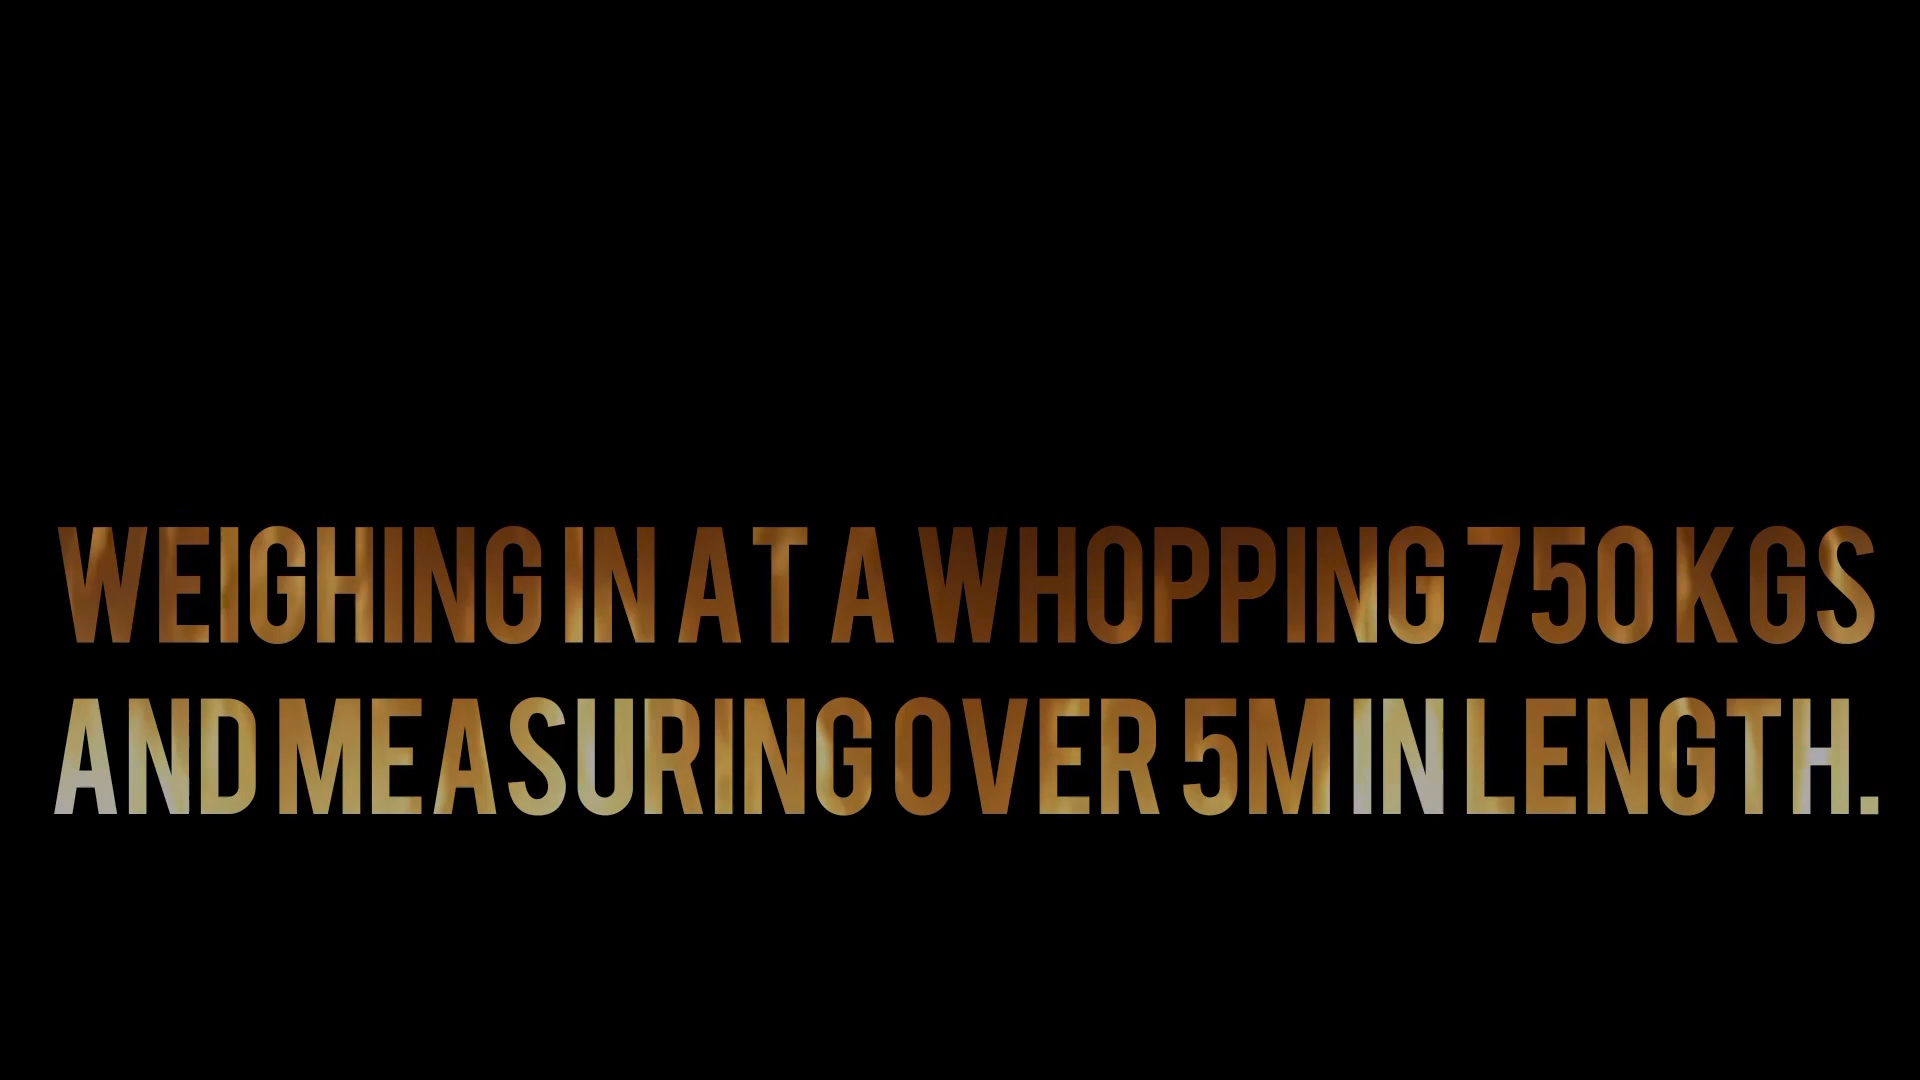 WEIGHING IN AT A WHOPPING 750 KGS
AND MEASURING OVER 5M IN LENGTH.